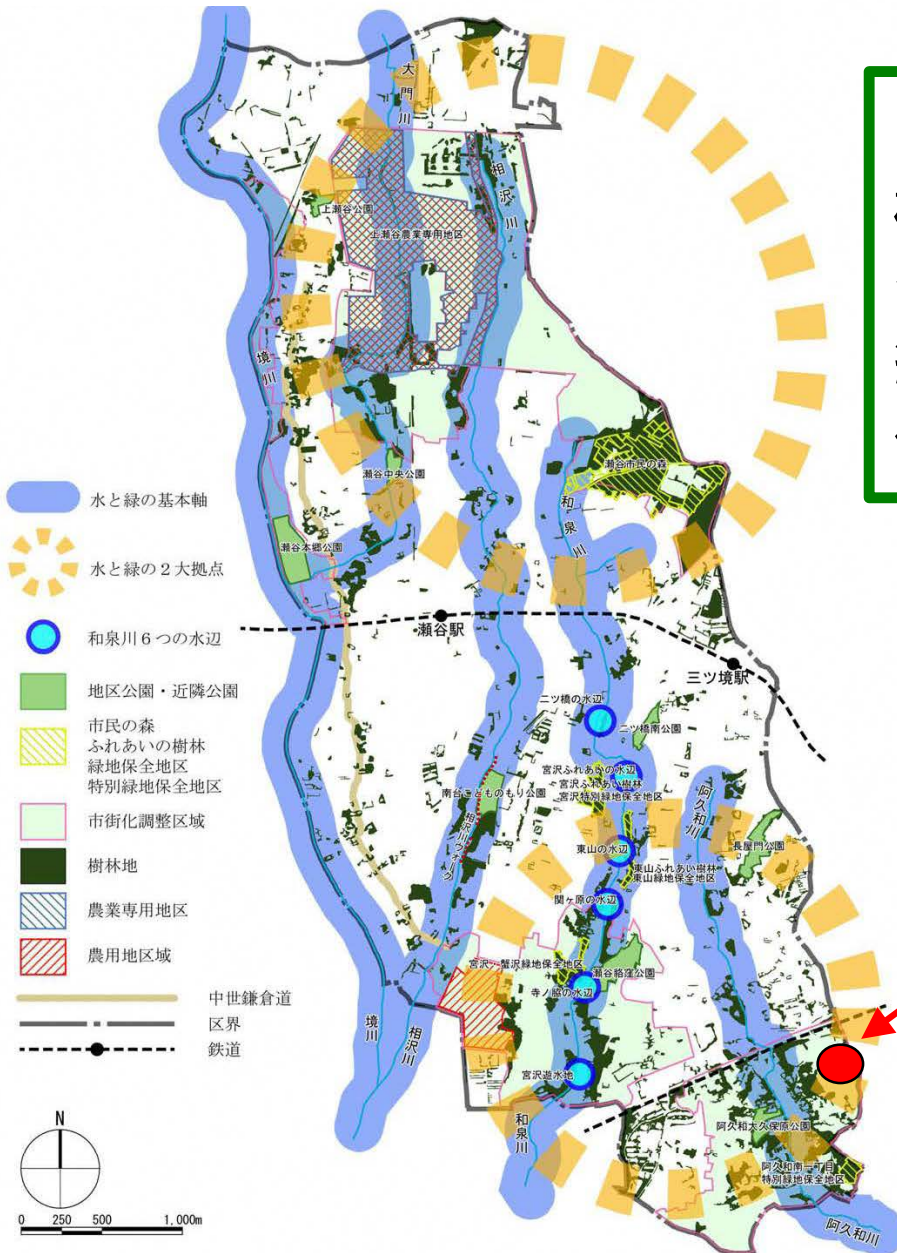 大門川
相沢川
上瀬谷公園
上瀬谷農業専用地区
境川
瀬谷中央公園
瀬谷市民の森
和泉川
瀬谷本郷公園
瀬谷駅
三ツ境駅
二ツ橋の水辺
二ツ橋南公園
宮沢ふれあいの水辺
宮沢ふれあい樹林
宮沢特別緑地保全地区
南台こどものもり公園
相沢川ウォーク
阿久和川
東山の水辺
長屋門公園
東山ふれあい樹林
東山緑地保全地区
関ヶ原の水辺
宮沢・蟹沢緑地保全地区
瀬谷貉窪公園
寺ノ脇の水辺
境川
相沢川
宮沢遊水地
和泉川
阿久和大久保原公園
阿久和南一丁目
特別緑地保全地区
阿久和川
水と緑の基本軸
水と緑の2大拠点
和泉川6つの水辺
地区公園・近隣公園
市民の森
ふれあいの樹林
緑地保全地区
特別緑地保全地区
市街化調整区域
樹林地
農業専用地区
農用地区域
中世鎌倉道
区界
鉄道
N
0 250 500 1,000m